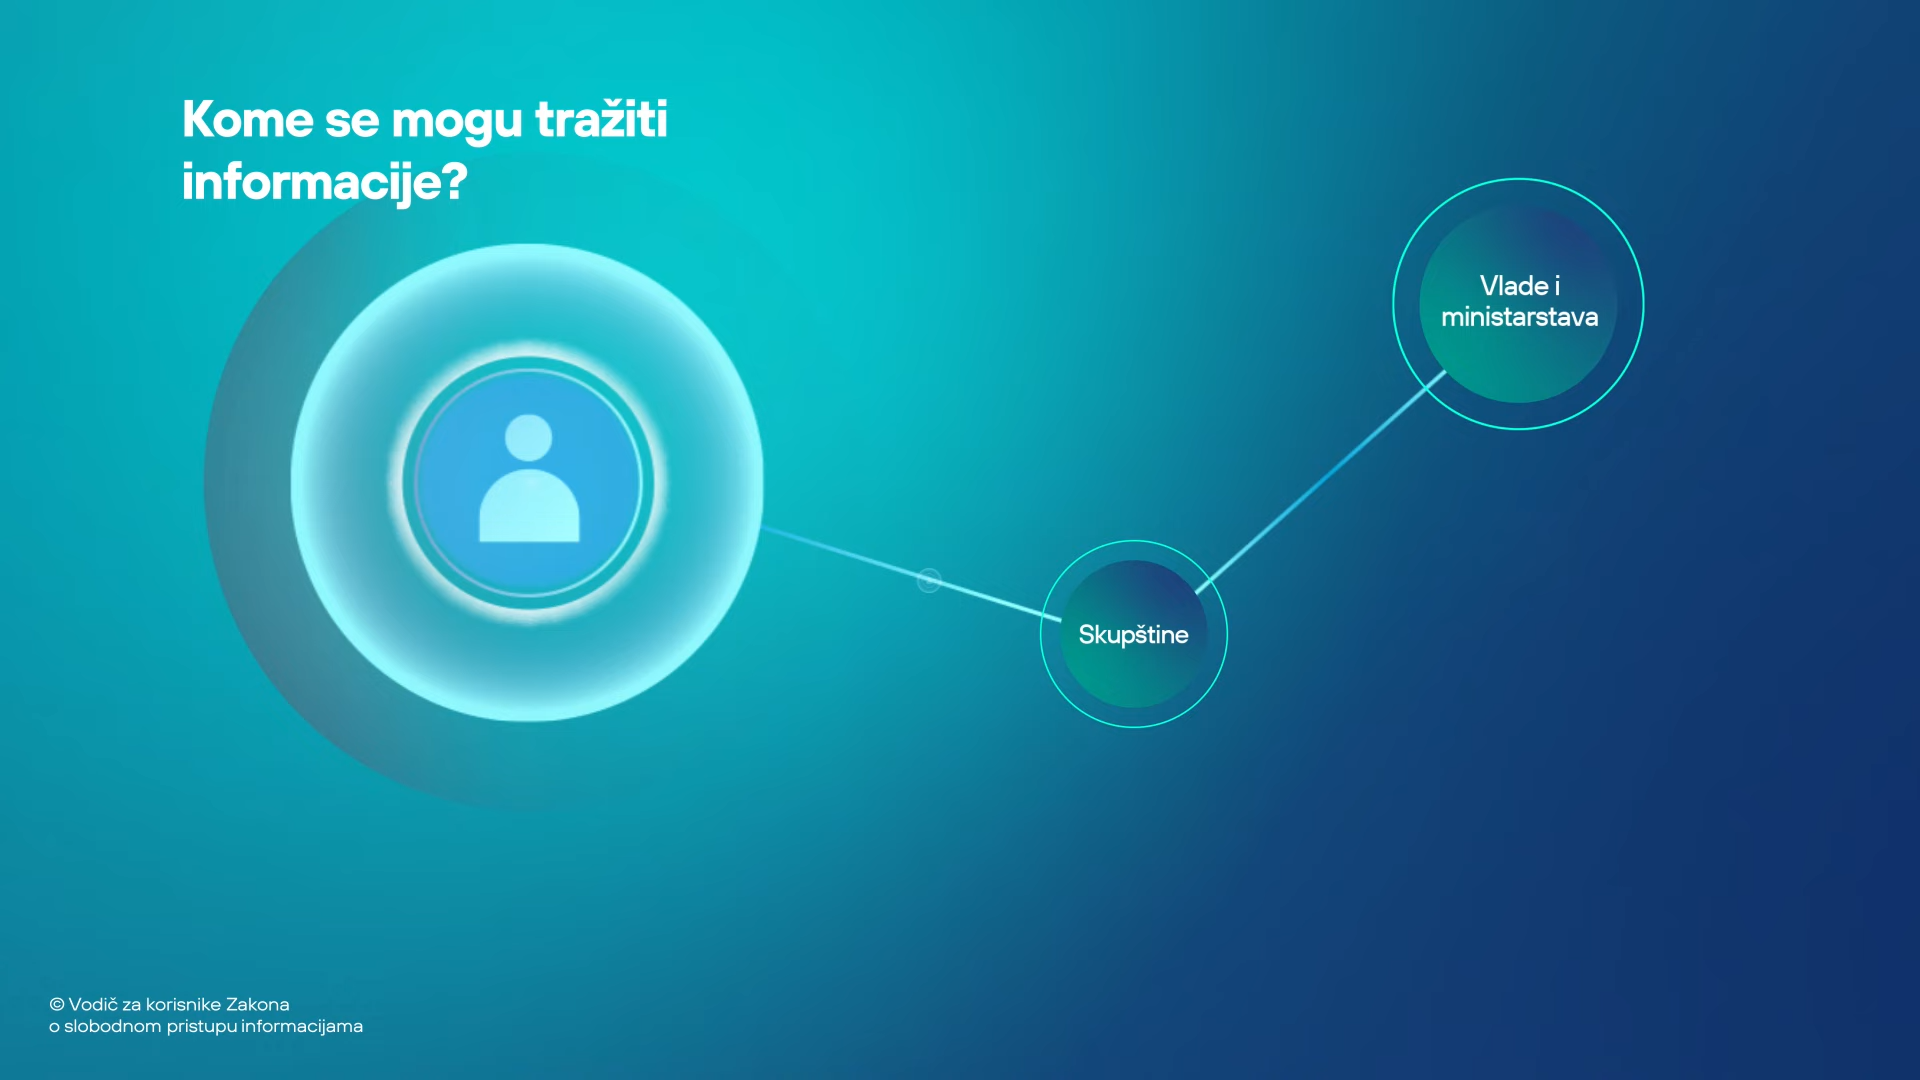 Kome se mogu tražiti
informacije?
Vlade i
ministarstava
Skupštine
© Vodič za korisnike Zakona
o slobodnom pristupu informacijama